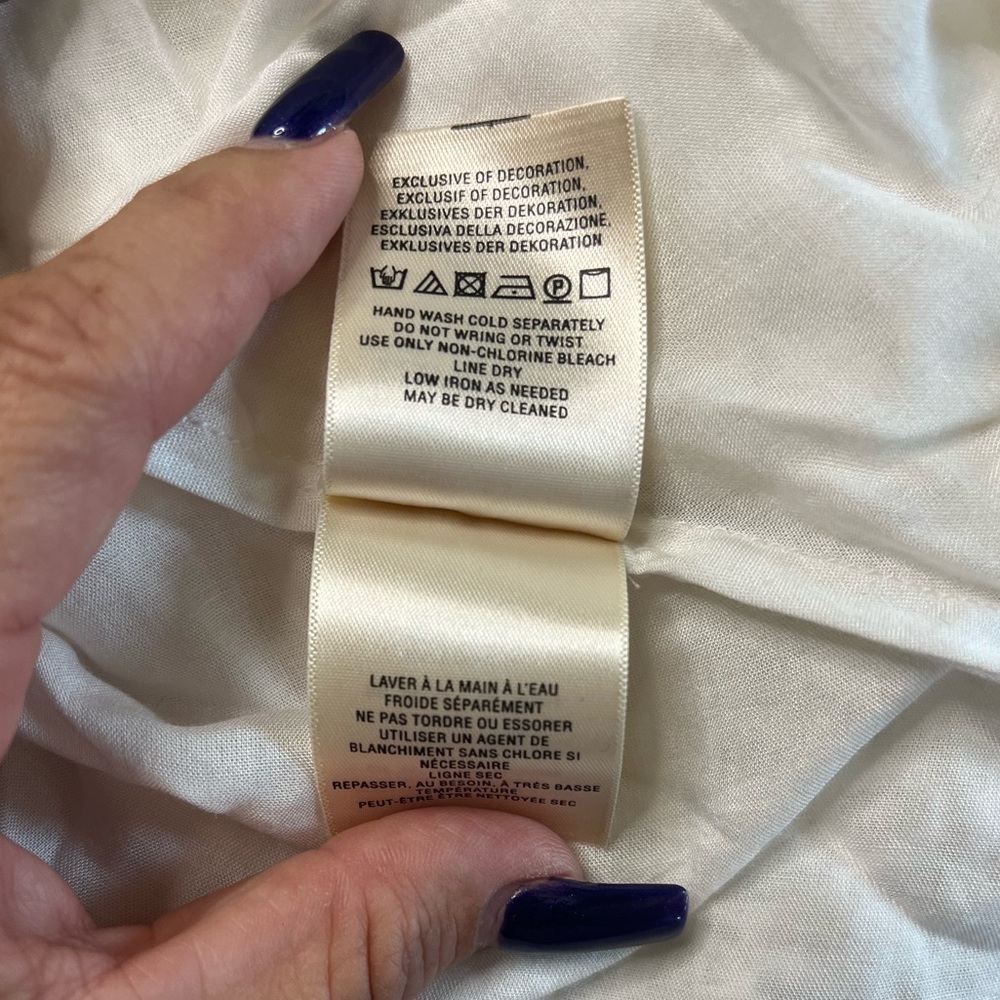 EXCLUSIVE OF DECORATION,
EXCLUSIF OF DECORATION,
EXKLUSIVES DER DEKORATION,
ESCLUSIVA DELLA DECORAZIONE,
EXKLUSIVES DER DEKORATION
P
HAND WASH COLD SEPARATELY
DO NOT WRING OR TWIST
USE ONLY NON-CHLORINE BLEACH
LINE DRY
LOW IRON AS NEEDED
MAY BE DRY CLEANED
LAVER À LA MAIN À L'EAU
FROIDE SÉPARÉMENT
NE PAS TORDRE OU ESSORER
UTILISER UN AGENT DE
BLANCHIMENT SANS CHLORE SI
NÉCESSAIRE
LIGNE SEC
REPASSER, AU BESOIN, À TRÉS BASSE
TEMPÉRATURE
PEUT-ÊTRE ÊTRE NETTOYÉE SEC